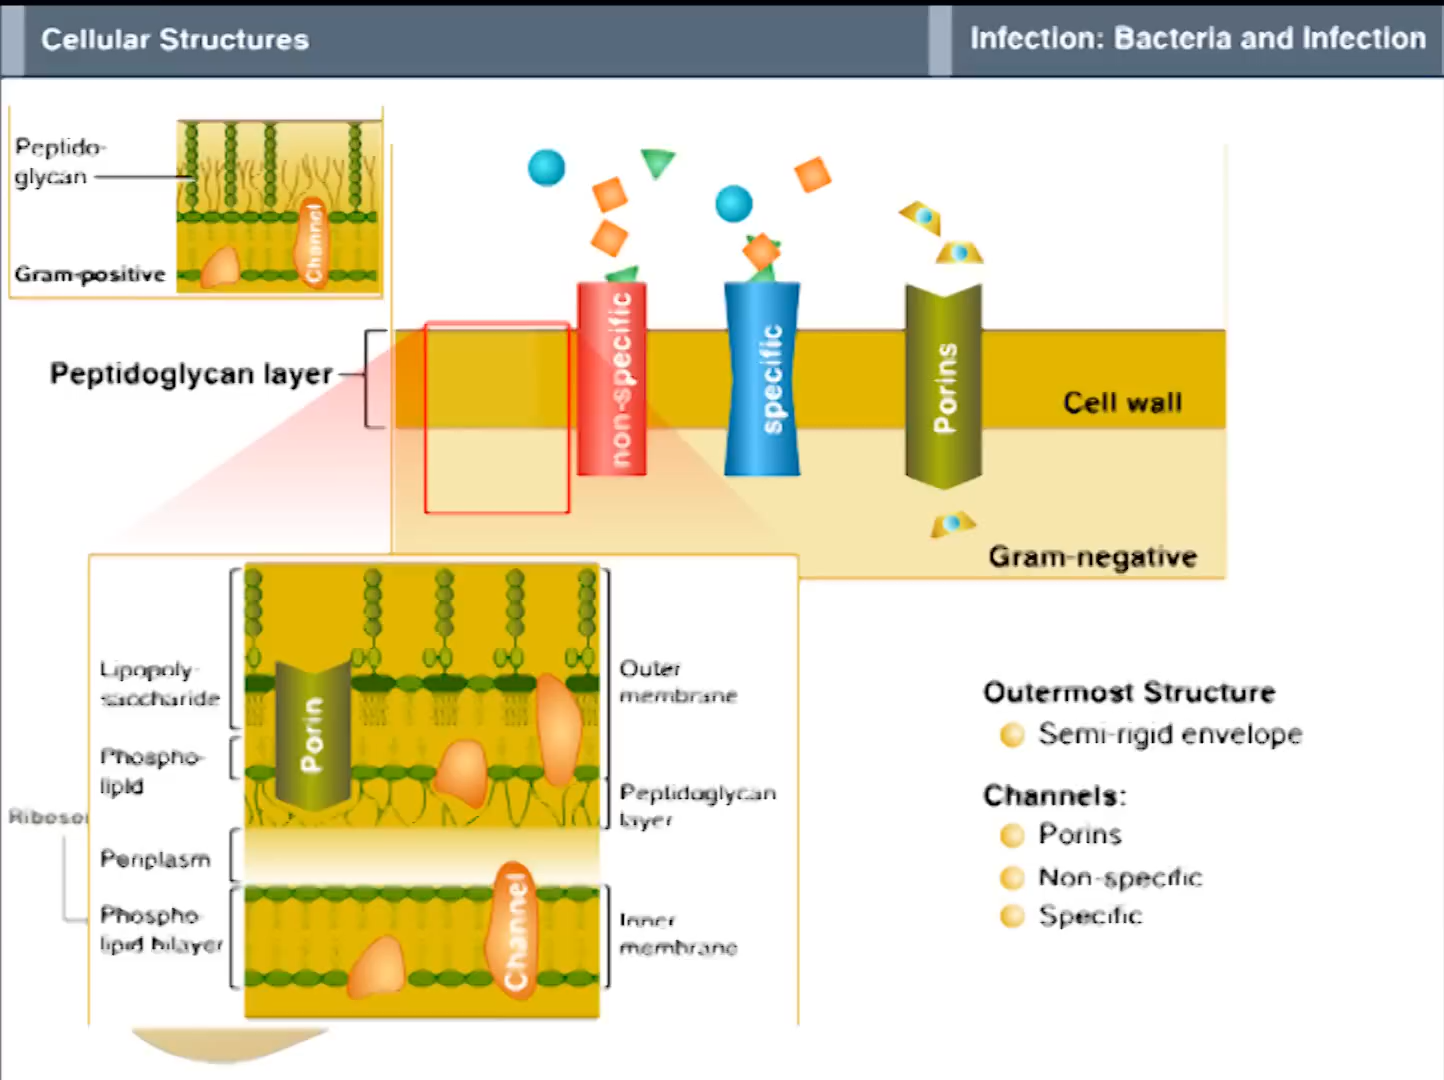 Cellular Structures
Infection: Bacteria and Infection
Peptido-
glycan
Channel
Gram-positive
Peptidoglycan layer
non-specific
specific
Porins
Cell wall
Gram-negative
Lipopoly-
saccharide
Phospho-
lipid
Periplasm
Phospho-
lipid bilayer
Porin
Channel
Outer
membrane
Peptidoglycan
layer
Inner
membrane
Outermost Structure
Semi-rigid envelope
Channels:
Porins
Non-specific
Specific